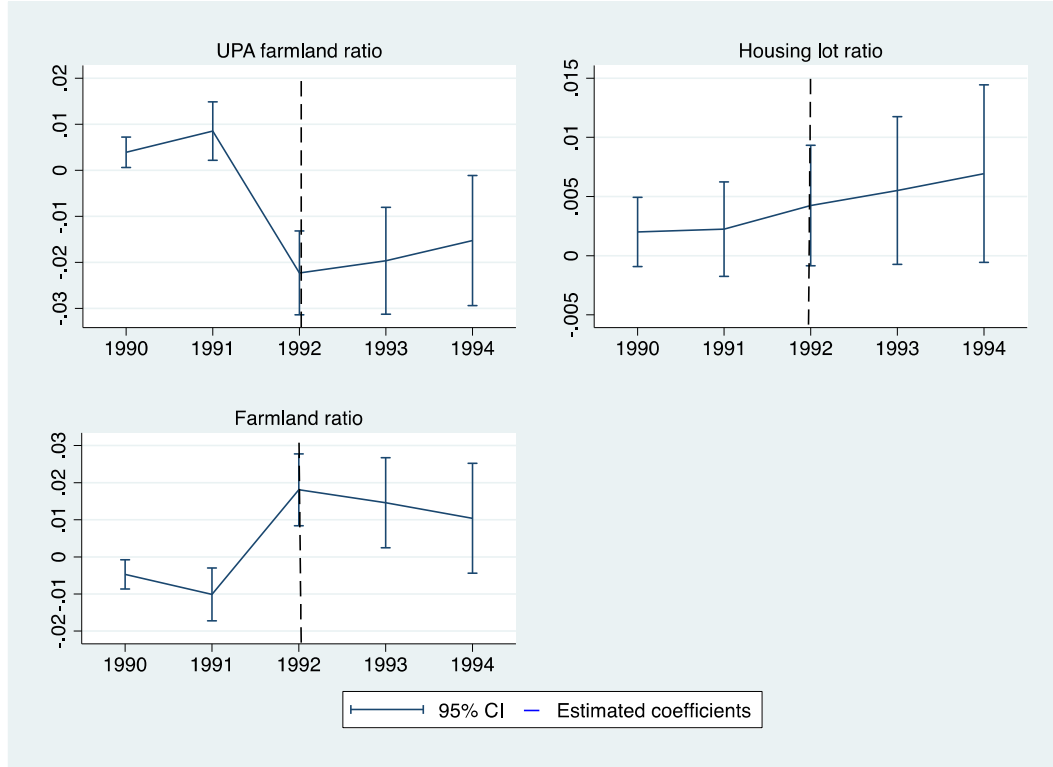 UPA farmland ratio
.02
.01
0
-.01
-.02
-.03
1990 1991 1992 1993 1994
Housing lot ratio
.015
.01
.005
0
-.005
1990 1991 1992 1993 1994
Farmland ratio
.03
.02
.01
0
-.01
-.02
1990 1991 1992 1993 1994
95% CI Estimated coefficients